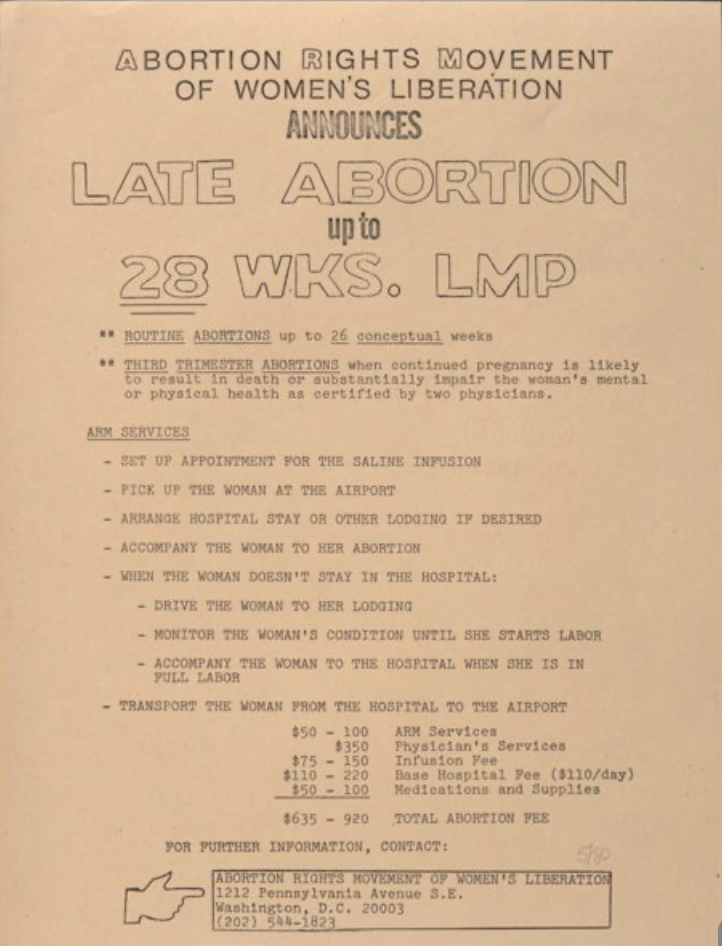 ABORTION RIGHTS MOVEMENT
OF WOMEN'S LIBERATION
ANNOUNCES
LATE ABORTION
up to
28 WKS. LMP
** ROUTINE ABORTIONS up to 26 conceptual weeks
** THIRD TRIMESTER ABORTIONS when continued pregnancy is likely
to result in death or substantially impair the woman's mental
or physical health as certified by two physicians.
ARM SERVICES
- SET UP APPOINTMENT FOR THE SALINE INFUSION
- PICK UP THE WOMAN AT THE AIRPORT
- ARRANGE HOSPITAL STAY OR OTHER LODGING IF DESIRED
- ACCOMPANY THE WOMAN TO HER ABORTION
- WHEN THE WOMAN DOESN'T STAY IN THE HOSPITAL:
- DRIVE THE WOMAN TO HER LODGING
- MONITOR THE WOMAN'S CONDITION UNTIL SHE STARTS LABOR
- ACCOMPANY THE WOMAN TO THE HOSPITAL WHEN SHE IS IN
FULL LABOR
- TRANSPORT THE WOMAN FROM THE HOSPITAL TO THE AIRPORT
$50 - 100 ARM Services
$350 Physician's Services
$75 - 150 Infusion Fee
$110 - 220 Base Hospital Fee ($110/day)
$50 - 100 Medications and Supplies
$635 - 920 TOTAL ABORTION FEE
FOR FURTHER INFORMATION, CONTACT:
5/80
ABORTION RIGHTS MOVEMENT OF WOMEN'S LIBERATION
1212 Pennsylvania Avenue S.E.
Washington, D.C. 20003
(202) 544-1823